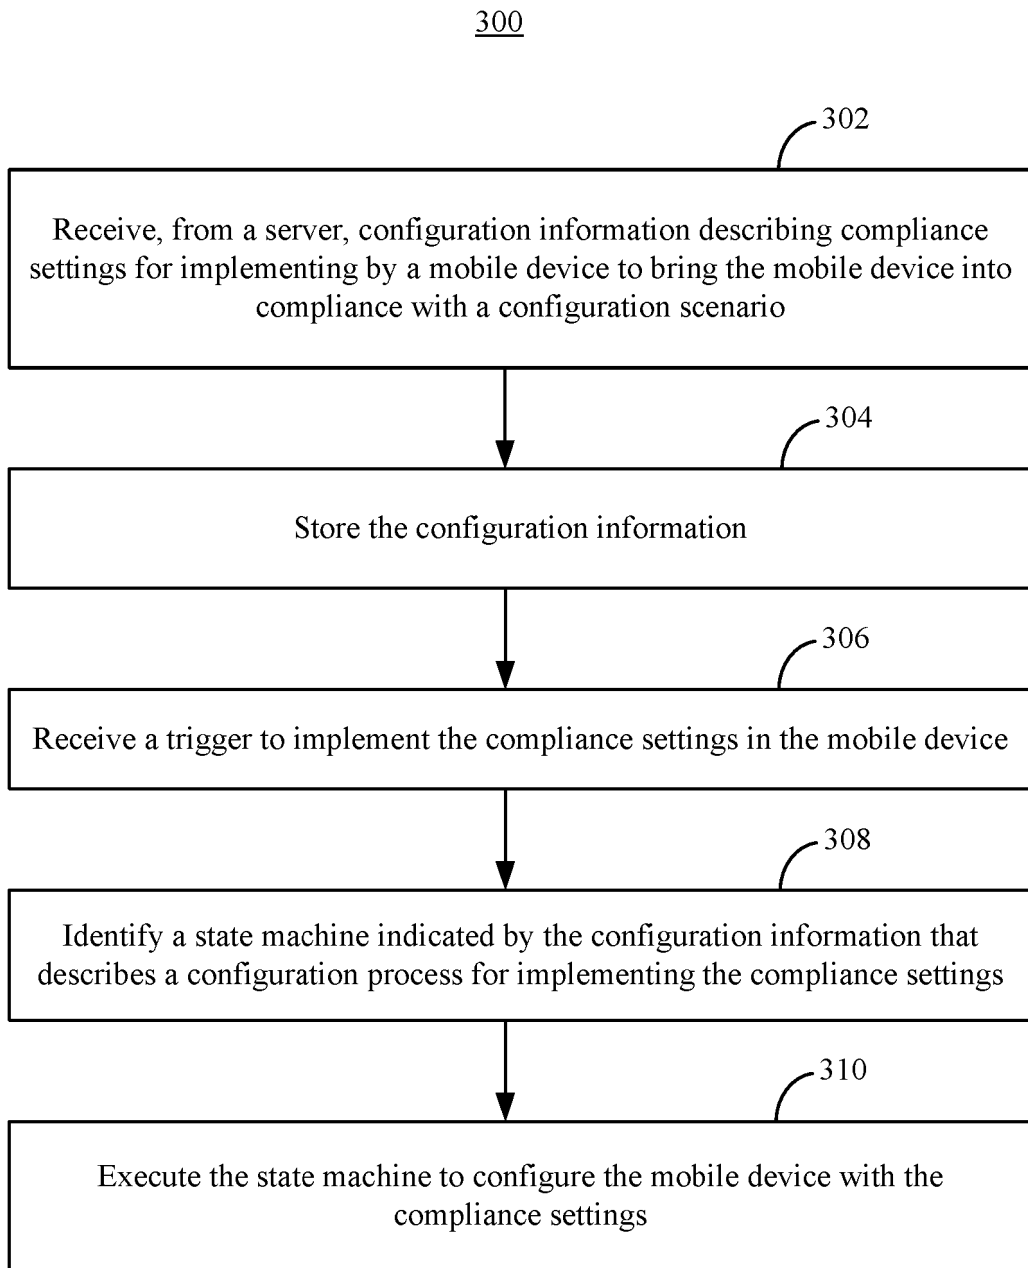 300
302
Receive, from a server, configuration information describing compliance
settings for implementing by a mobile device to bring the mobile device into
compliance with a configuration scenario
304
Store the configuration information
306
Receive a trigger to implement the compliance settings in the mobile device
308
Identify a state machine indicated by the configuration information that
describes a configuration process for implementing the compliance settings
310
Execute the state machine to configure the mobile device with the
compliance settings